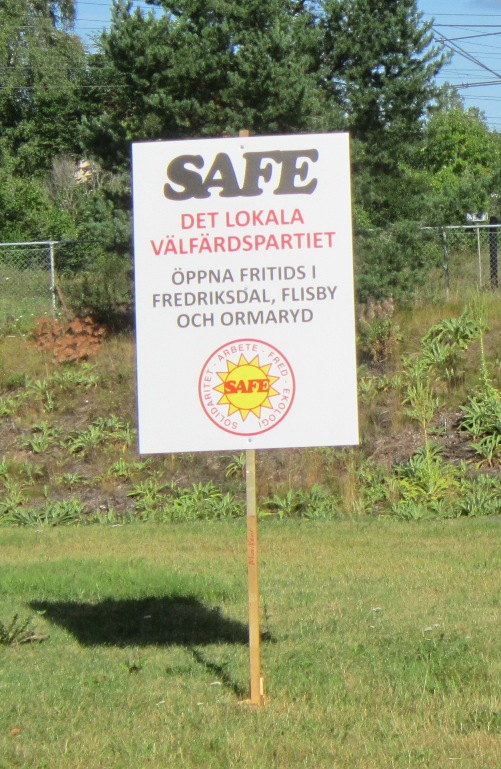 SAFE
DET LOKALA
VÄLFÄRDSPARTIET
ÖPPNA FRITIDS I
FREDRIKSDAL, FLISBY
OCH ORMARYD
SOLIDARITET · ARBETE · FRED · EKOLOGI
SAFE